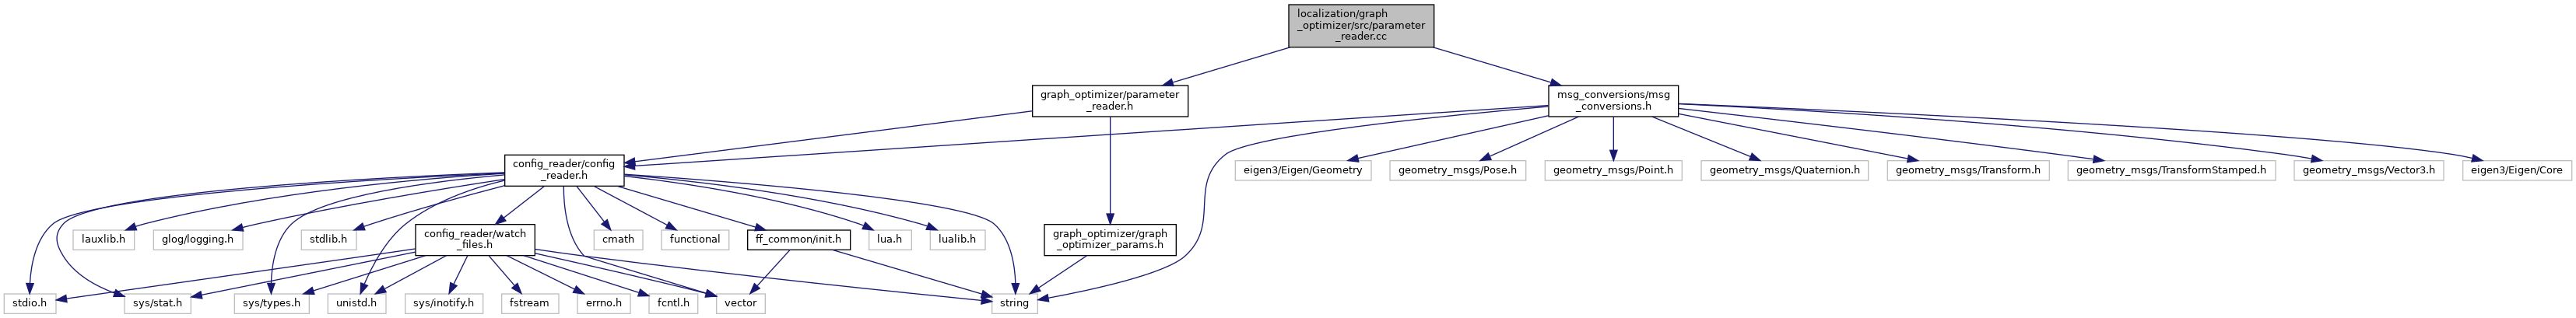 localization/graph
_optimizer/src/parameter
_reader.cc
graph_optimizer/parameter
_reader.h
msg_conversions/msg
_conversions.h
config_reader/config
_reader.h
eigen3/Eigen/Geometry
geometry_msgs/Pose.h
geometry_msgs/Point.h
geometry_msgs/Quaternion.h
geometry_msgs/Transform.h
geometry_msgs/TransformStamped.h
geometry_msgs/Vector3.h
eigen3/Eigen/Core
lauxlib.h
glog/logging.h
stdlib.h
config_reader/watch
_files.h
cmath
functional
ff_common/init.h
lua.h
lualib.h
graph_optimizer/graph
_optimizer_params.h
stdio.h
sys/stat.h
sys/types.h
unistd.h
sys/inotify.h
fstream
errno.h
fcntl.h
vector
string